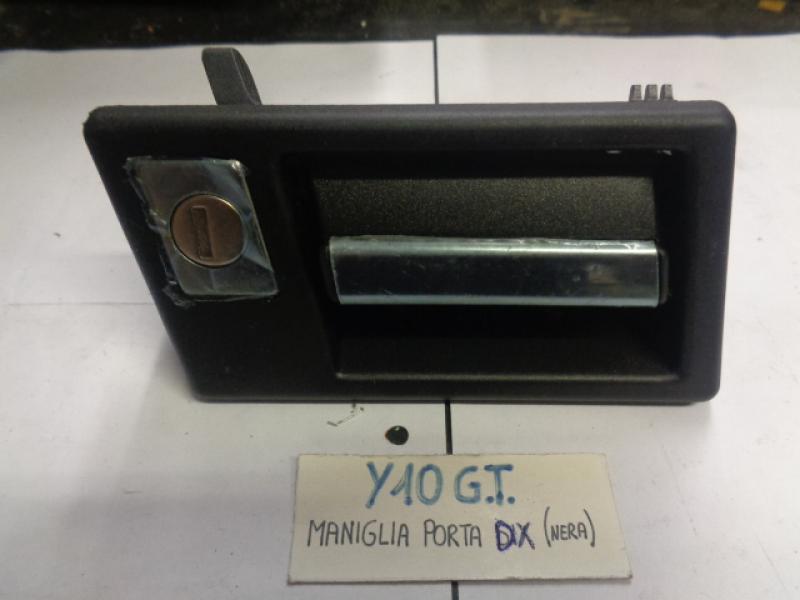 Y10 G.T.
MANIGLIA PORTA DX (NERA)